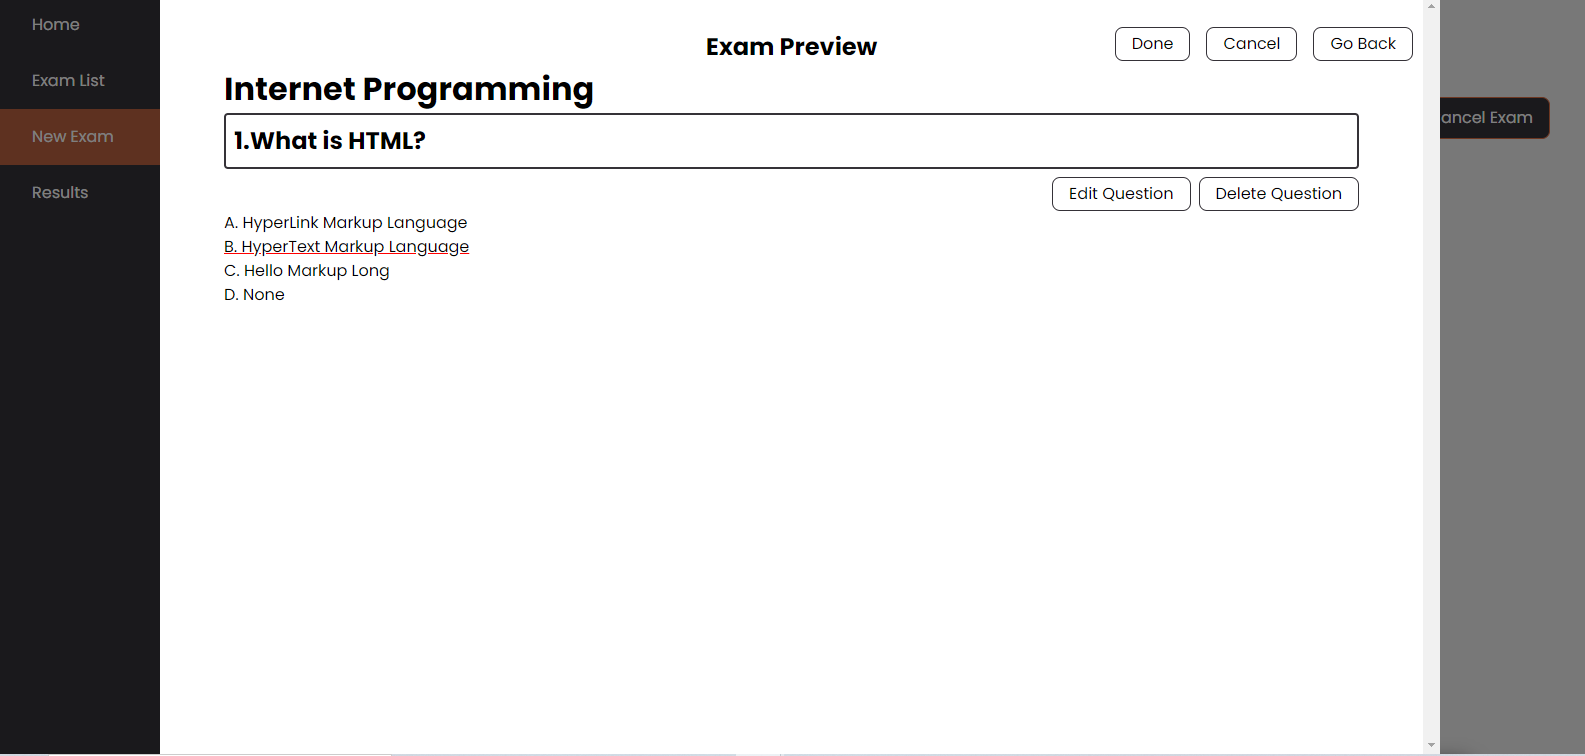 Home
Exam List
New Exam
Results
Exam Preview
Done
Cancel
Go Back
Internet Programming
1.What is HTML?
Edit Question
Delete Question
A. HyperLink Markup Language
B. HyperText Markup Language
C. Hello Markup Long
D. None
ancel Exam